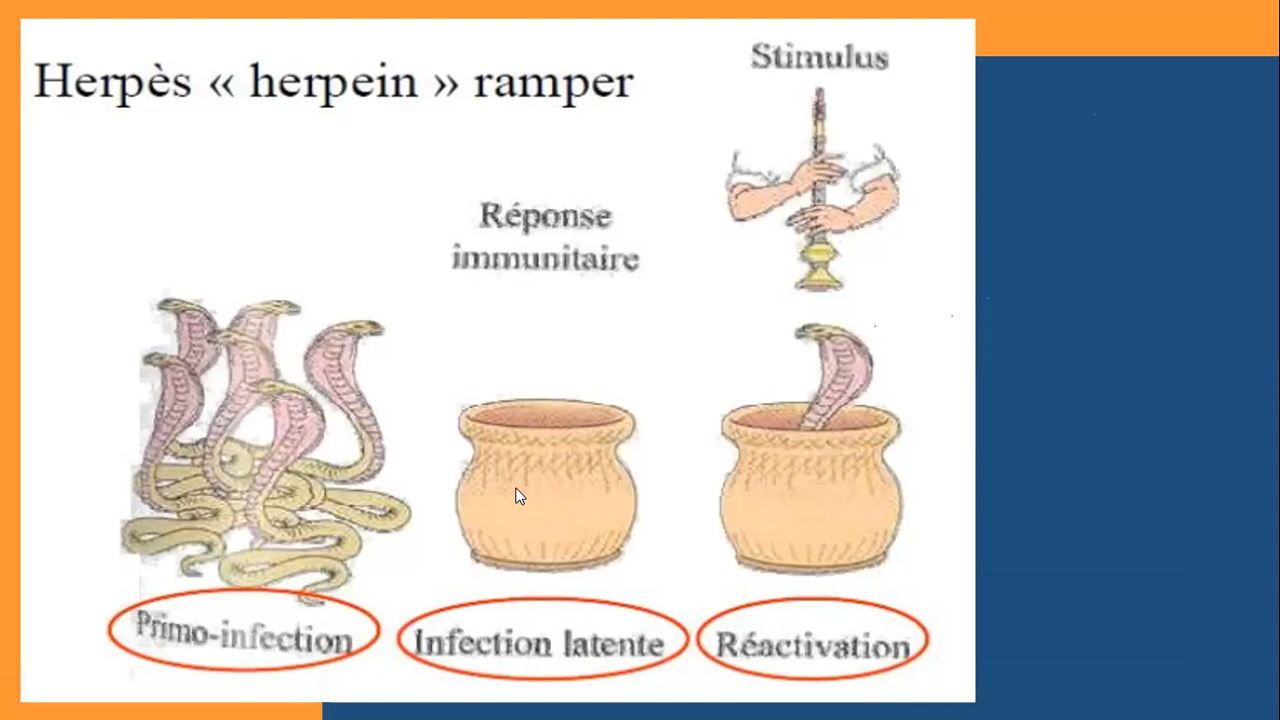 Herpès « herpein » ramper
Stimulus
Réponse
immunitaire
Primo-infection
Infection latente
Réactivation